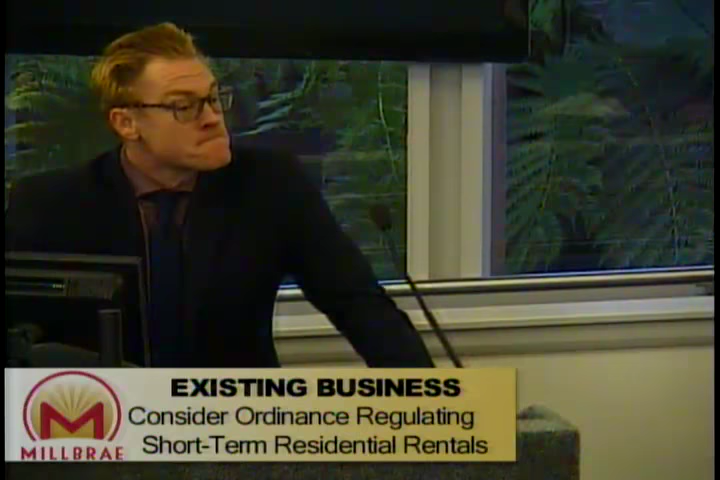 EXISTING BUSINESS
Consider Ordinance Regulating
Short-Term Residential Rentals
M
MILLBRAE